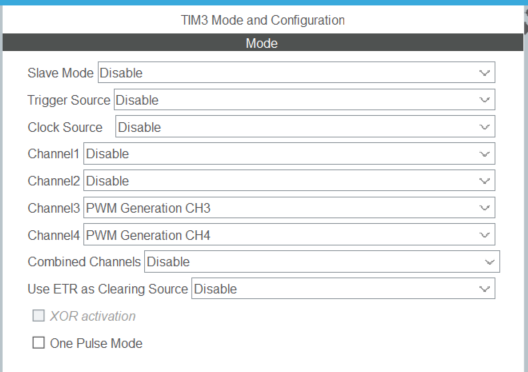 TIM3 Mode and Configuration
Mode
Slave Mode Disable
Trigger Source Disable
Clock Source Disable
Channel1 Disable
Channel2 Disable
Channel3 PWM Generation CH3
Channel4 PWM Generation CH4
Combined Channels Disable
Use ETR as Clearing Source Disable
XOR activation
One Pulse Mode